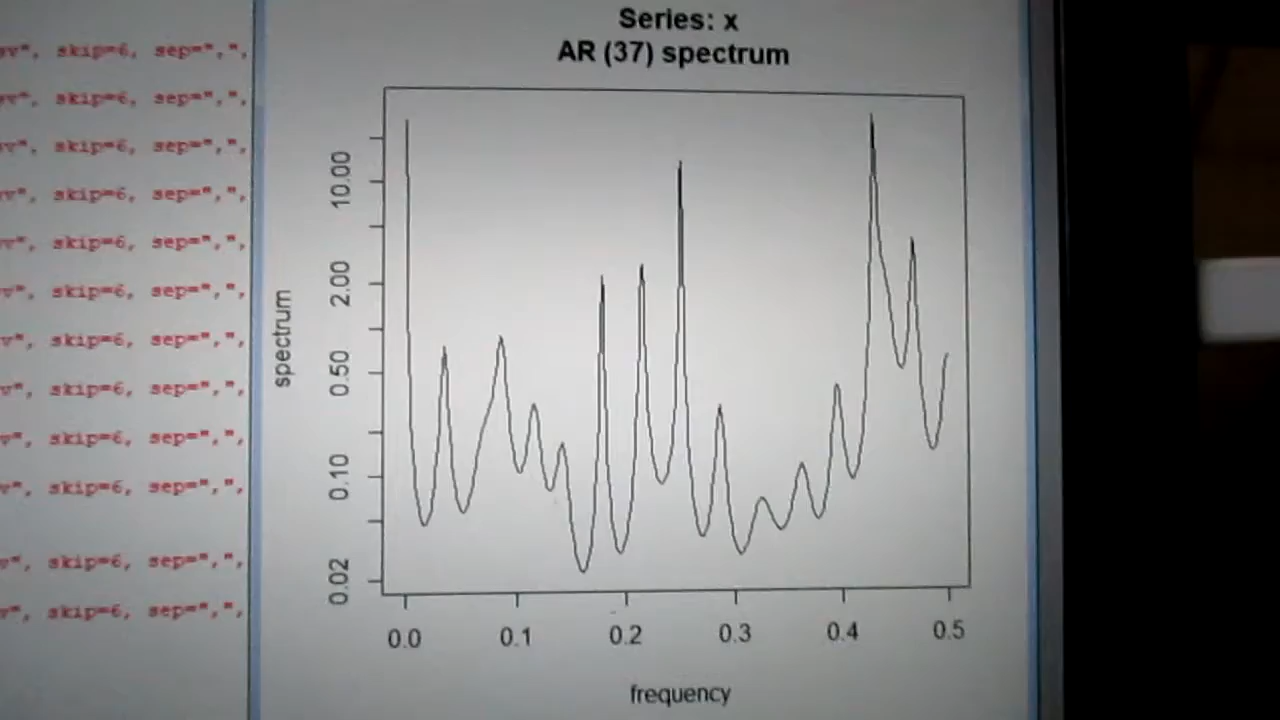 v", skip=6, sep=",",
v", skip=6, sep=",",
v", skip=6, sep=",",
v", skip=6, sep=",",
v", skip=6, sep=",",
v", skip=6, sep=",",
v", skip=6, sep=",",
v", skip=6, sep=",",
v", skip=6, sep=",",
v", skip=6, sep=",",
v", skip=6, sep=",",
v", skip=6, sep=",",
Series: x
AR (37) spectrum
spectrum
10.00
2.00
0.50
0.10
0.02
0.0 0.1 0.2 0.3 0.4 0.5
frequency